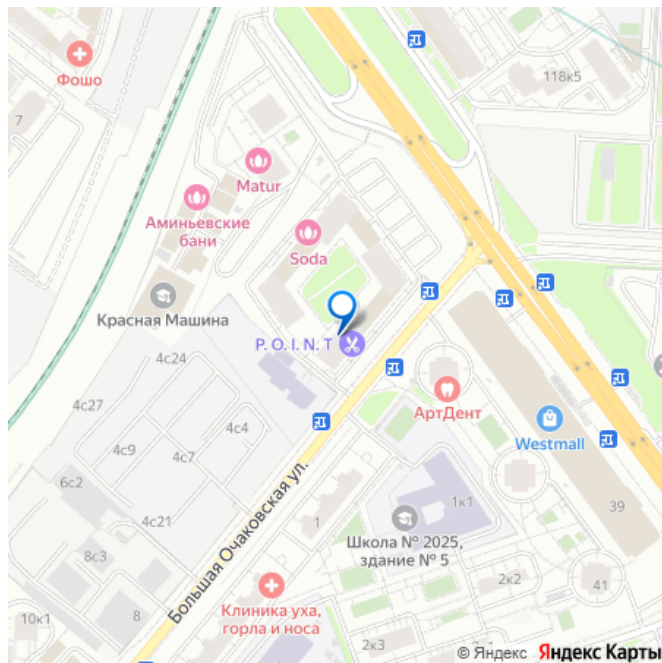 Фошо
118к5
7
Matur
Аминьевские
бани
Soda
Красная Машина
P. O. I. N. T
4с24
АртДент
4с27
4с4
Westmall
4с9
4с7
6с2
1к1
39
4с21
1
Школа № 2025,
здание № 5
8с3
Большая Очаковская ул.
2к2
41
Клиника уха,
горла и носа
10к1
8
2к3
© Яндекс Яндекс Карты